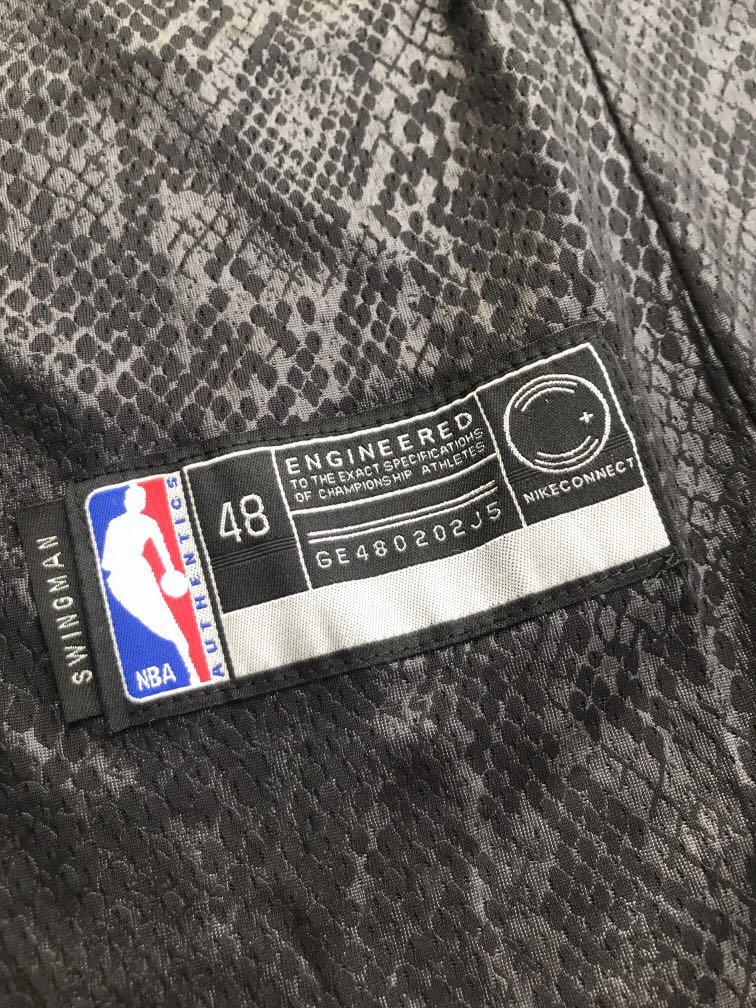 SWINGMAN
NBA
AUTHENTICS
48
ENGINEERED
TO THE EXACT SPECIFICATIONS
OF CHAMPIONSHIP ATHLETES
GE480202J5
NIKECONNECT